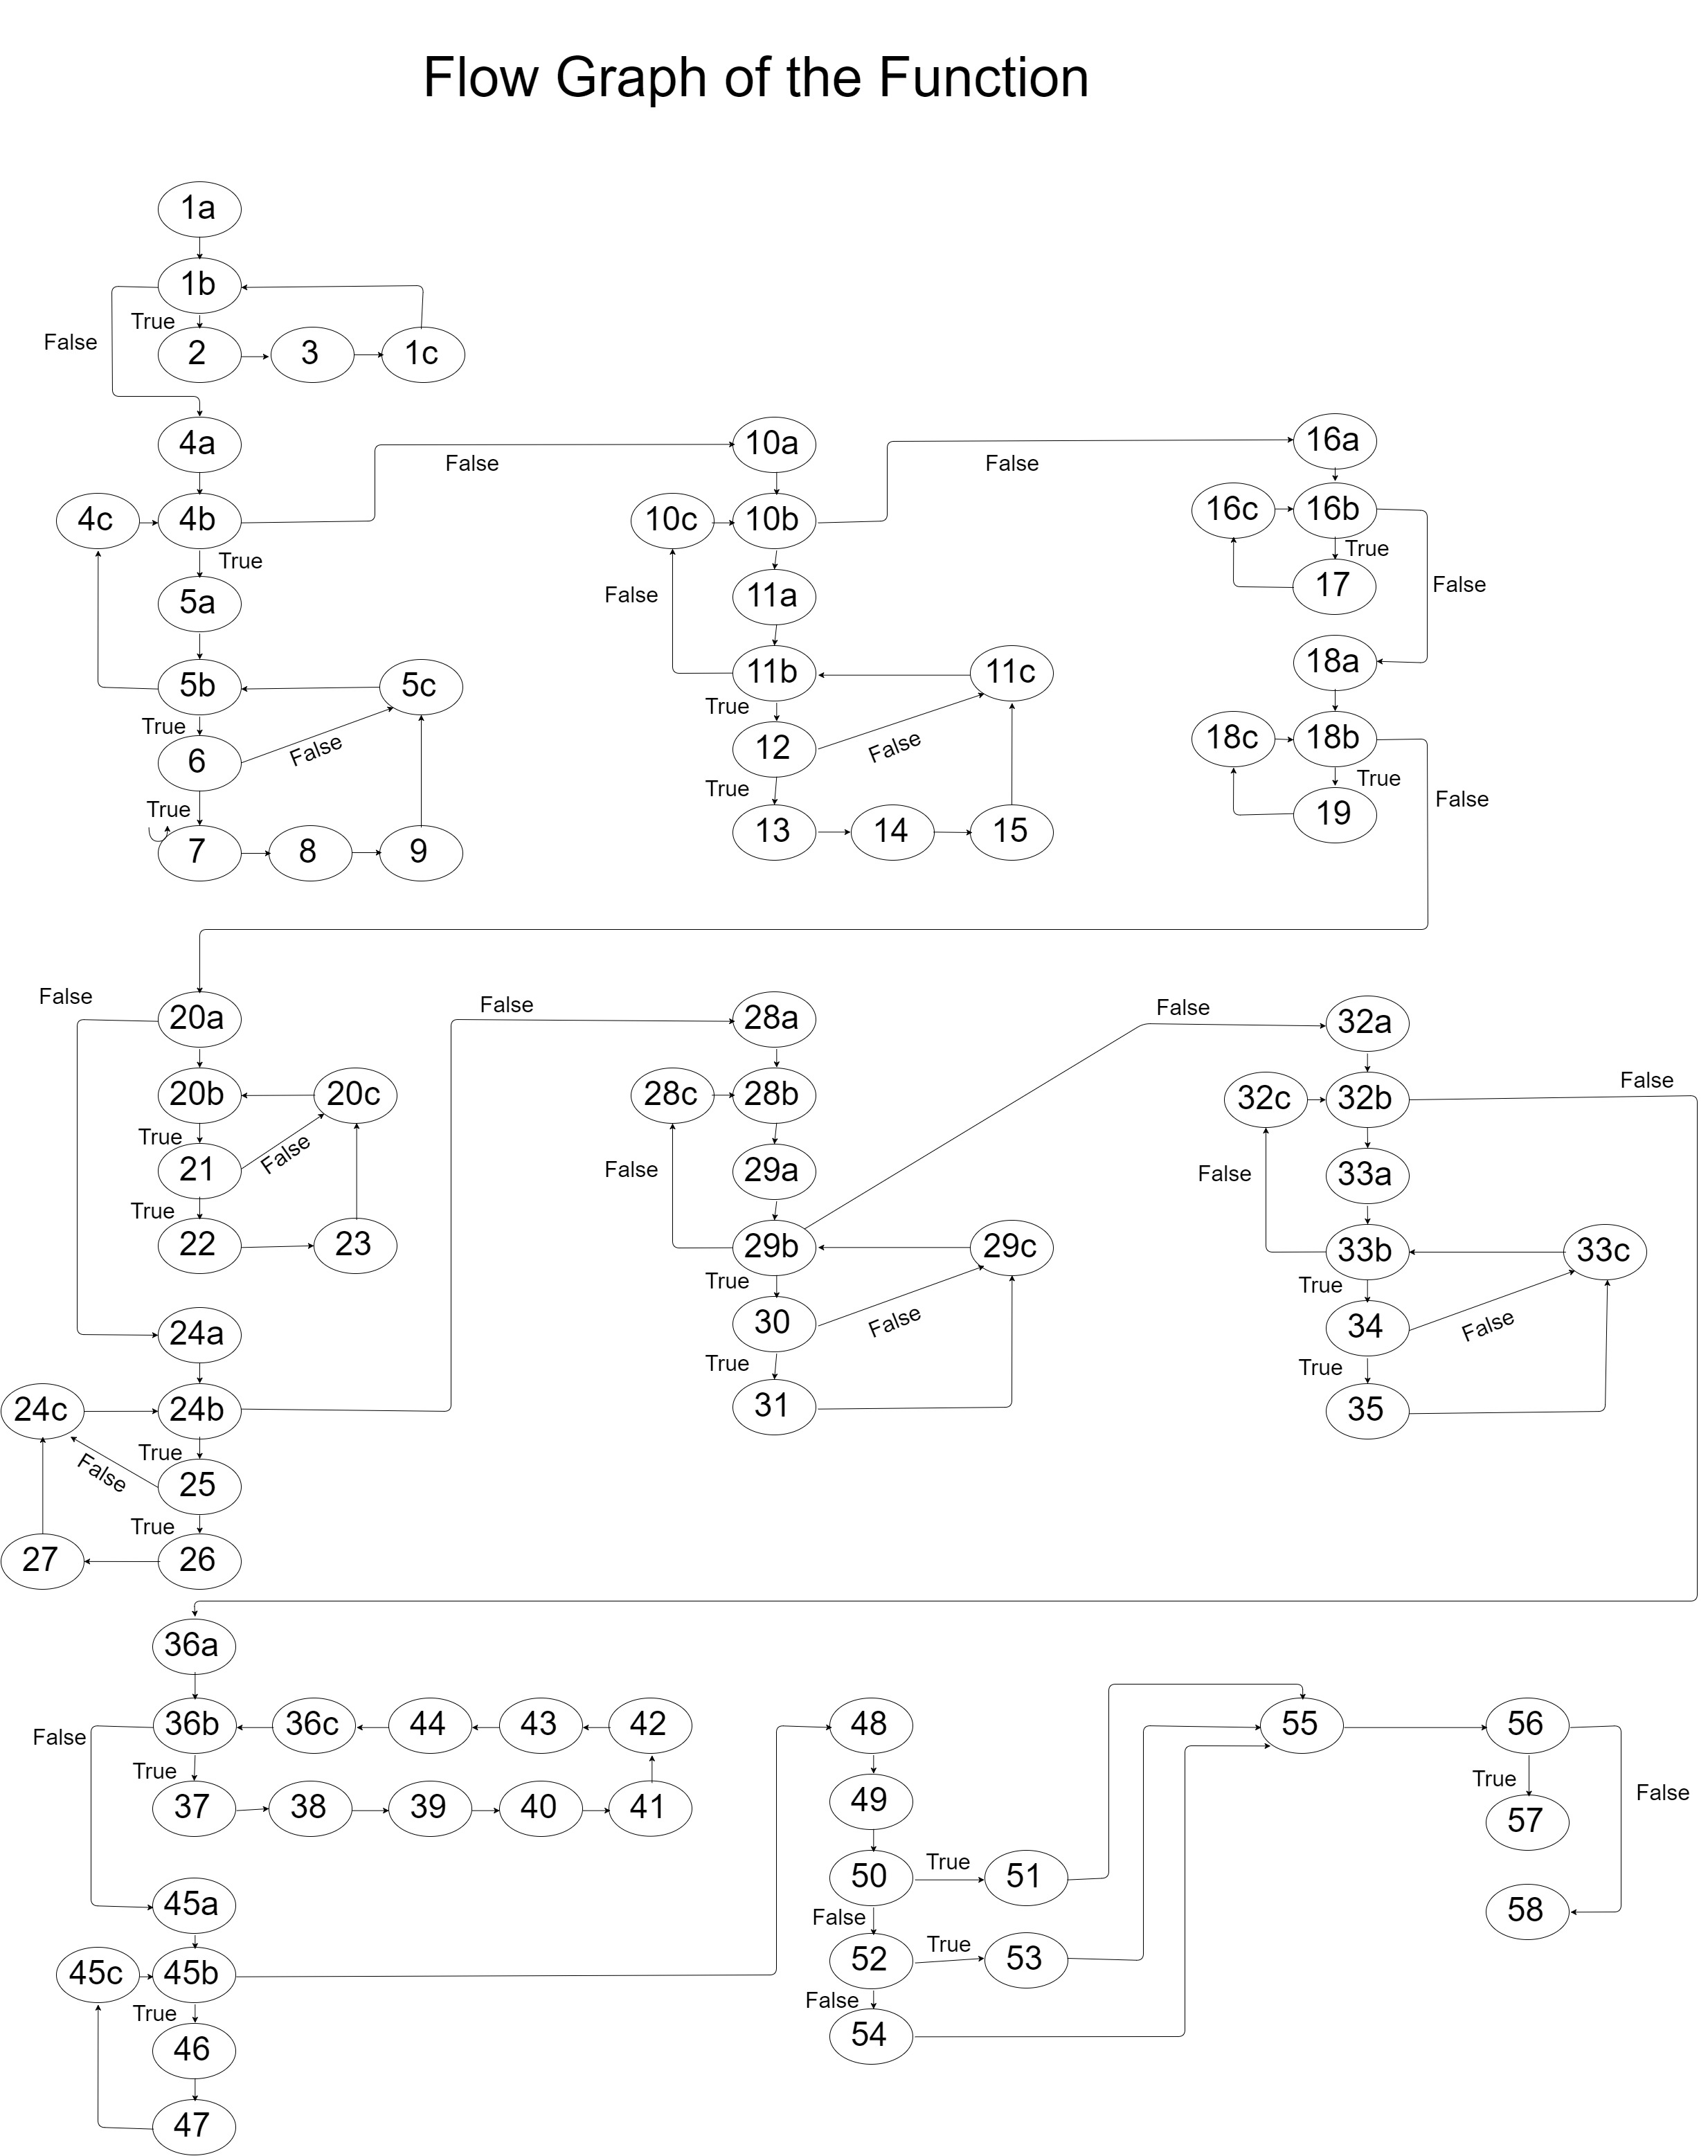 Flow Graph of the Function
1a
1b
True
False
2
3
1c
4a
10a
16a
False
False
4c
4b
10c
10b
16c
16b
True
True
5a
False
11a
17
False
5b
5c
11b
11c
18a
True
True
6
False
12
False
18c
18b
True
True
True
False
7
8
9
13
14
15
19
False
20a
False
28a
False
32a
20b
20c
28c
28b
32c
32b
False
True
21
False
False
29a
False
33a
True
22
23
29b
29c
33b
33c
True
True
24a
30
False
34
False
True
True
24c
24b
31
35
True
False
25
True
27
26
36a
False
36b
36c
44
43
42
48
55
56
True
True
False
37
38
39
40
41
49
57
45a
50
True
51
58
False
45c
45b
52
True
53
True
False
46
54
47